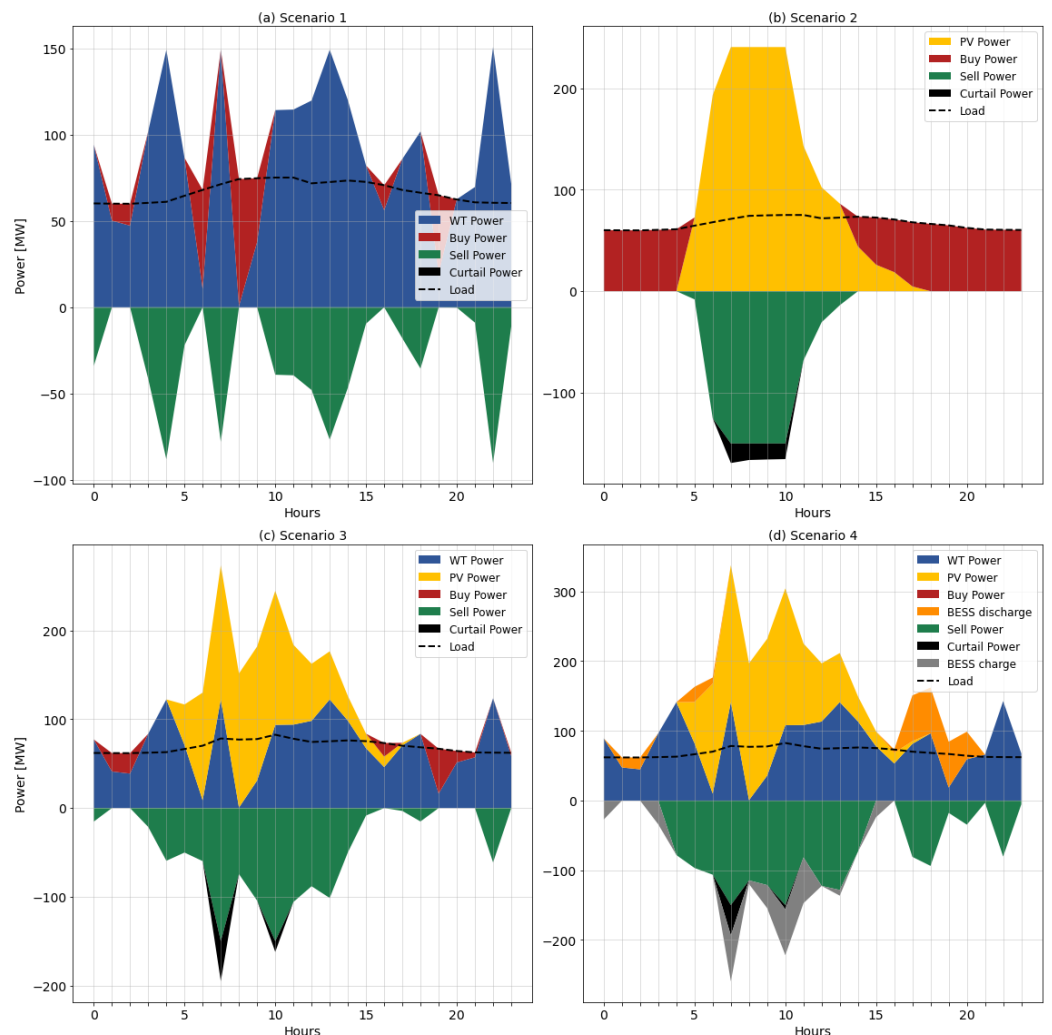 (a) Scenario 1
150
100
50
0
−50
−100
Power [MW]
WT Power
Buy Power
Sell Power
Curtail Power
Load
0 5 10 15 20
Hours
(b) Scenario 2
200
100
0
−100
PV Power
Buy Power
Sell Power
Curtail Power
Load
0 5 10 15 20
Hours
(c) Scenario 3
200
100
0
−100
−200
Power [MW]
WT Power
PV Power
Buy Power
Sell Power
Curtail Power
Load
0 5 10 15 20
Hours
(d) Scenario 4
300
200
100
0
−100
−200
WT Power
PV Power
Buy Power
BESS discharge
Sell Power
Curtail Power
BESS charge
Load
0 5 10 15 20
Hours